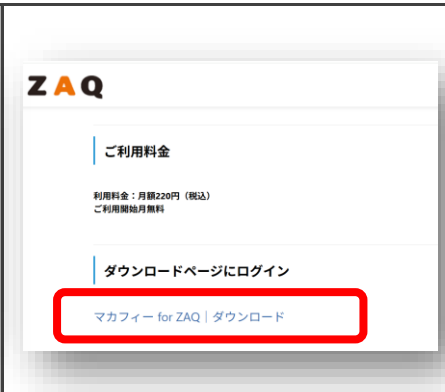 ZAQ
ご利用料金
利用料金：月額220円（税込）
ご利用開始月無料
ダウンロードページにログイン
マカフィー for ZAQ｜ダウンロード